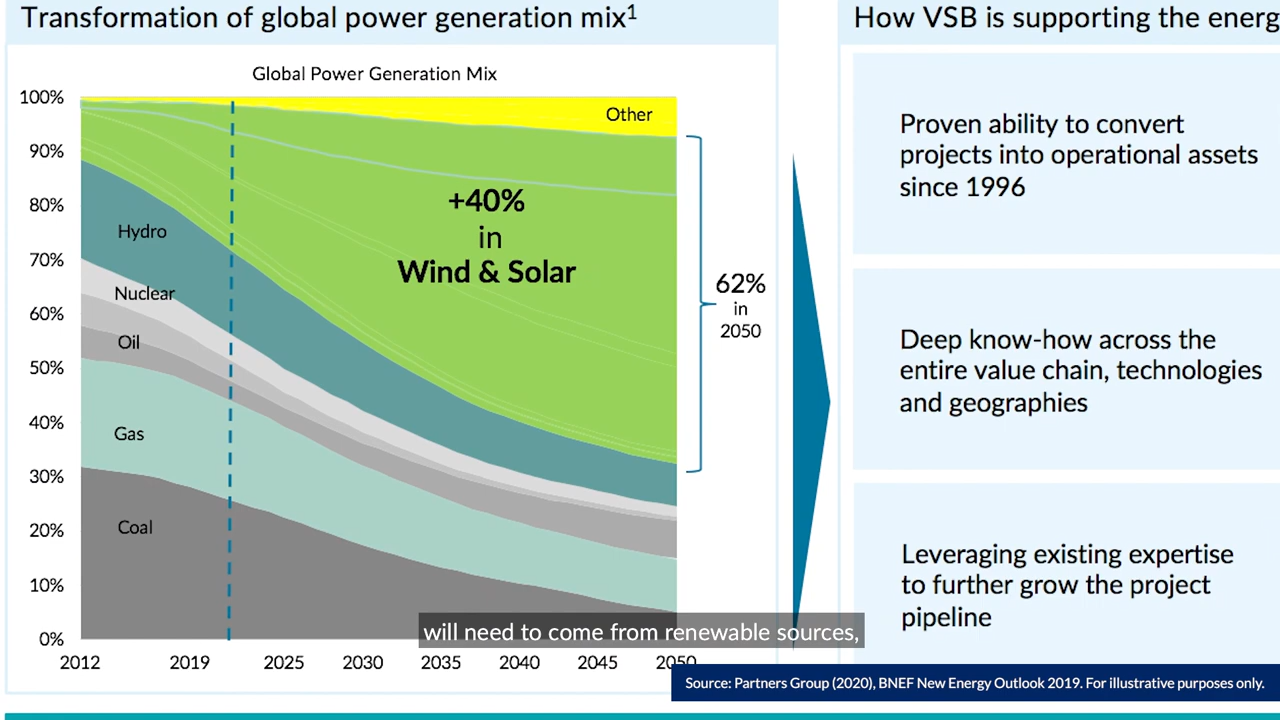 Transformation of global power generation mix¹
How VSB is supporting the energ
Global Power Generation Mix
100%
90%
80%
70%
60%
50%
40%
30%
20%
10%
0%
2012
2019
2025
2030
2035
2040
2045
2050
Other
Hydro
Nuclear
Oil
Gas
Coal
+40%
in
Wind & Solar
62%
in
2050
Proven ability to convert
projects into operational assets
since 1996
Deep know-how across the
entire value chain, technologies
and geographies
Leveraging existing expertise
to further grow the project
pipeline
will need to come from renewable sources,
Source: Partners Group (2020), BNEF New Energy Outlook 2019. For illustrative purposes only.